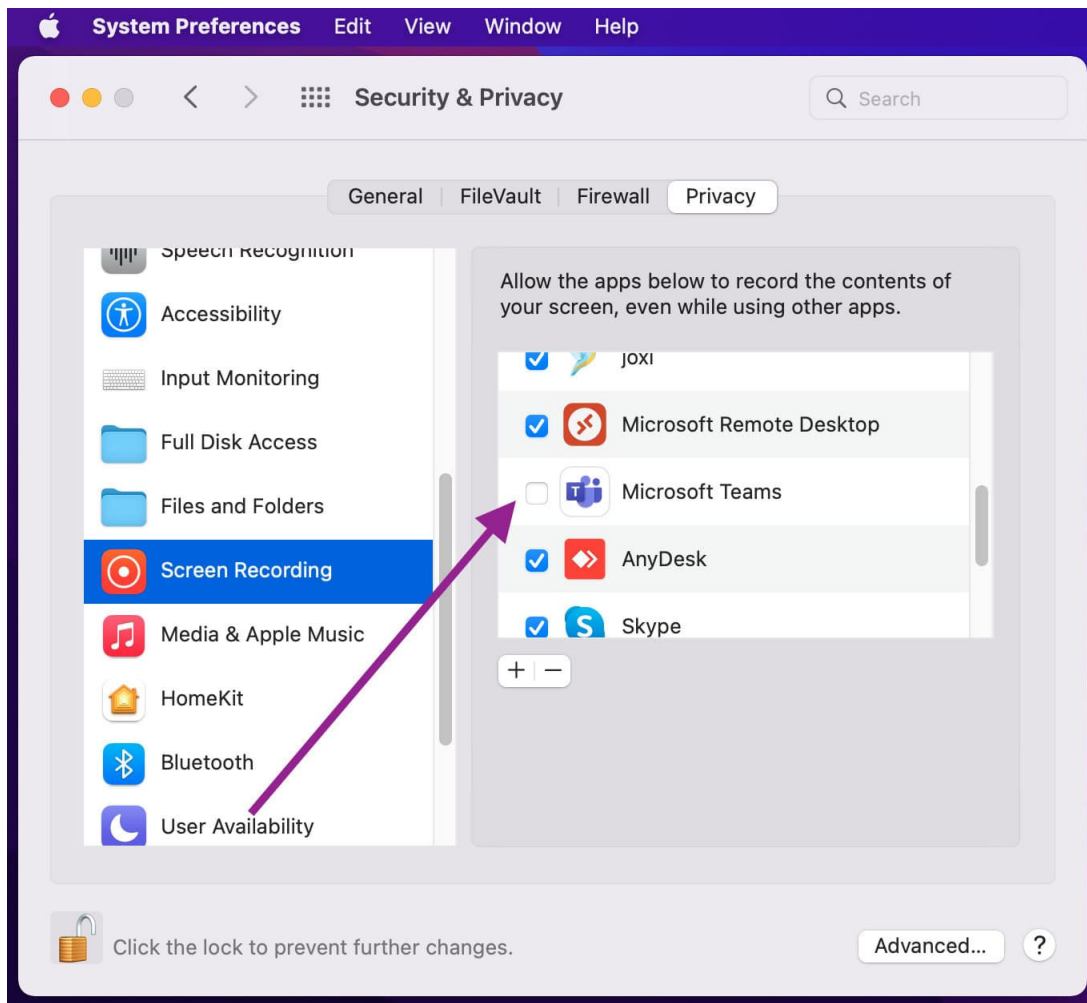 System Preferences Edit View Window Help
Security & Privacy
Search
General FileVault Firewall Privacy
Speech Recognition
Accessibility
Input Monitoring
Full Disk Access
Files and Folders
Screen Recording
Media & Apple Music
HomeKit
Bluetooth
User Availability
Allow the apps below to record the contents of
your screen, even while using other apps.
joxi
Microsoft Remote Desktop
Microsoft Teams
AnyDesk
Skype
Click the lock to prevent further changes.
Advanced... ?